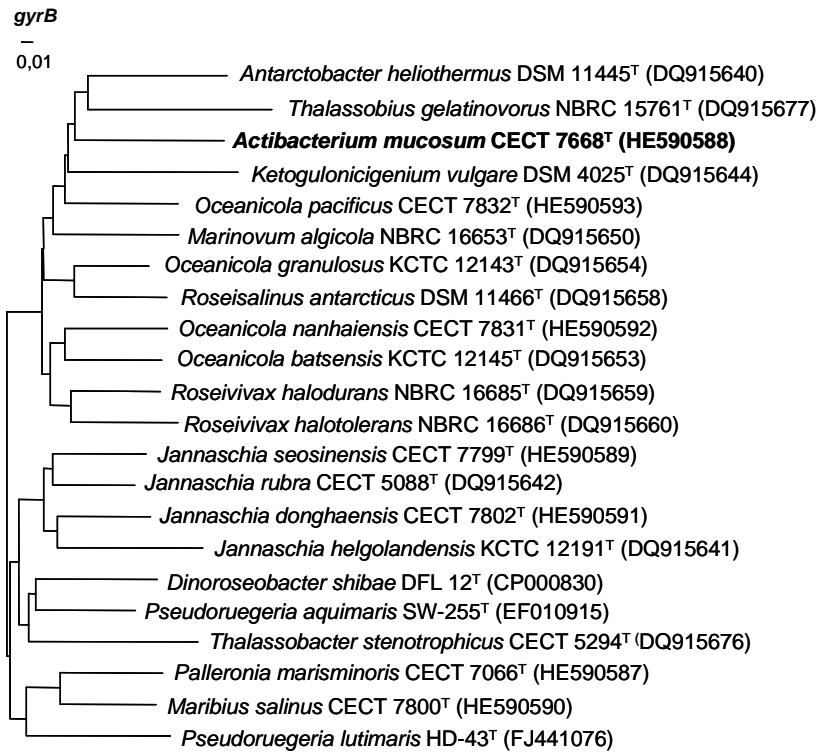 gyrB
0,01
Antarctobacter heliothermus DSM 11445ᵀ (DQ915640)
Thalassobius gelatinovorus NBRC 15761ᵀ (DQ915677)
Actibacterium mucosum CECT 7668ᵀ (HE590588)
Ketogulonicigenium vulgare DSM 4025ᵀ (DQ915644)
Oceanicola pacificus CECT 7832ᵀ (HE590593)
Marinovum algicola NBRC 16653ᵀ (DQ915650)
Oceanicola granulosus KCTC 12143ᵀ (DQ915654)
Roseisalinus antarcticus DSM 11466ᵀ (DQ915658)
Oceanicola nanhaiensis CECT 7831ᵀ (HE590592)
Oceanicola batsensis KCTC 12145ᵀ (DQ915653)
Roseivivax halodurans NBRC 16685ᵀ (DQ915659)
Roseivivax halotolerans NBRC 16686ᵀ (DQ915660)
Jannaschia seosinensis CECT 7799ᵀ (HE590589)
Jannaschia rubra CECT 5088ᵀ (DQ915642)
Jannaschia donghaensis CECT 7802ᵀ (HE590591)
Jannaschia helgolandensis KCTC 12191ᵀ (DQ915641)
Dinoroseobacter shibae DFL 12ᵀ (CP000830)
Pseudoruegeria aquimaris SW-255ᵀ (EF010915)
Thalassobacter stenotrophicus CECT 5294ᵀ ⁽DQ915676)
Palleronia marisminoris CECT 7066ᵀ (HE590587)
Maribius salinus CECT 7800ᵀ (HE590590)
Pseudoruegeria lutimaris HD-43ᵀ (FJ441076)